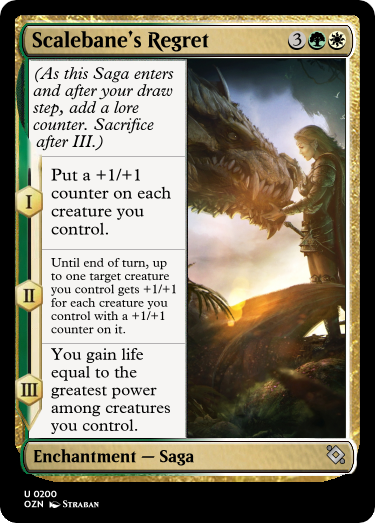 Scalebane's Regret 3
(As this Saga enters
and after your draw
step, add a lore
counter. Sacrifice
after III.)
I
Put a +1/+1
counter on each
creature you
control.
II
Until end of turn, up
to one target creature
you control gets +1/+1
for each creature you
control with a +1/+1
counter on it.
III
You gain life
equal to the
greatest power
among creatures
you control.
Enchantment — Saga
U 0200
OZN STRABAN